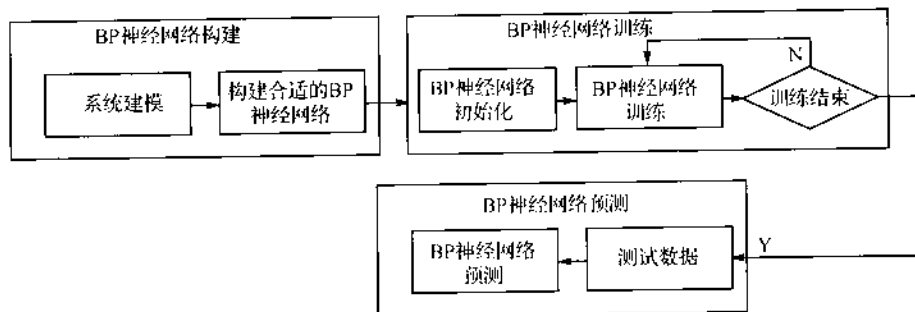 BP神经网络构建
系统建模
构建合适的BP
神经网络
BP神经网络训练
BP神经网络
初始化
BP神经网络
训练
N
训练结束
Y
BP神经网络预测
测试数据
BP神经网络
预测